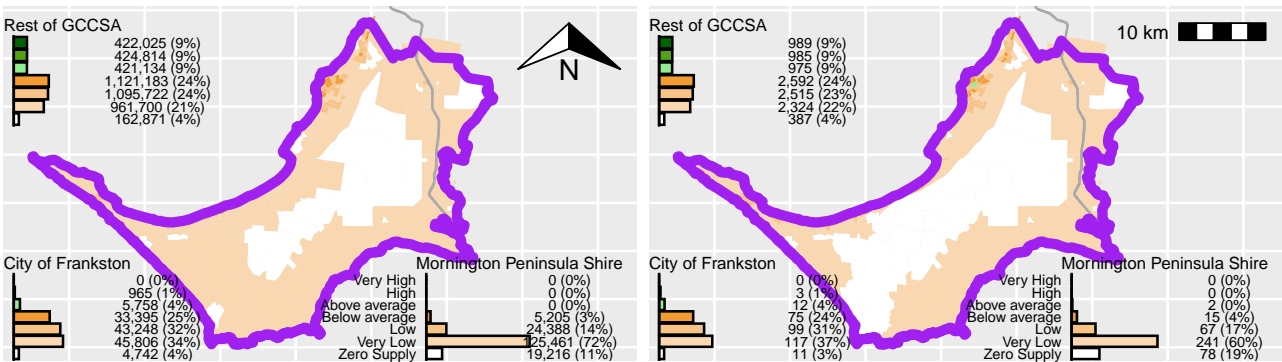 Rest of GCCSA
422,025 (9%)
424,814 (9%)
421,134 (9%)
1,121,183 (24%)
1,095,722 (24%)
961,700 (21%)
162,871 (4%)
N
City of Frankston
0 (0%)
965 (1%)
5,758 (4%)
33,395 (25%)
43,248 (32%)
45,806 (34%)
4,742 (4%)
Mornington Peninsula Shire
Very High 0 (0%)
High 0 (0%)
Above average 0 (0%)
Below average 5,205 (3%)
Low 24,388 (14%)
Very Low 125,461 (72%)
Zero Supply 19,216 (11%)
Rest of GCCSA
989 (9%)
985 (9%)
975 (9%)
2,592 (24%)
2,515 (23%)
2,324 (22%)
387 (4%)
10 km
City of Frankston
0 (0%)
3 (1%)
12 (4%)
75 (24%)
99 (31%)
117 (37%)
11 (3%)
Mornington Peninsula Shire
Very High 0 (0%)
High 0 (0%)
Above average 2 (0%)
Below average 15 (4%)
Low 67 (17%)
Very Low 241 (60%)
Zero Supply 78 (19%)